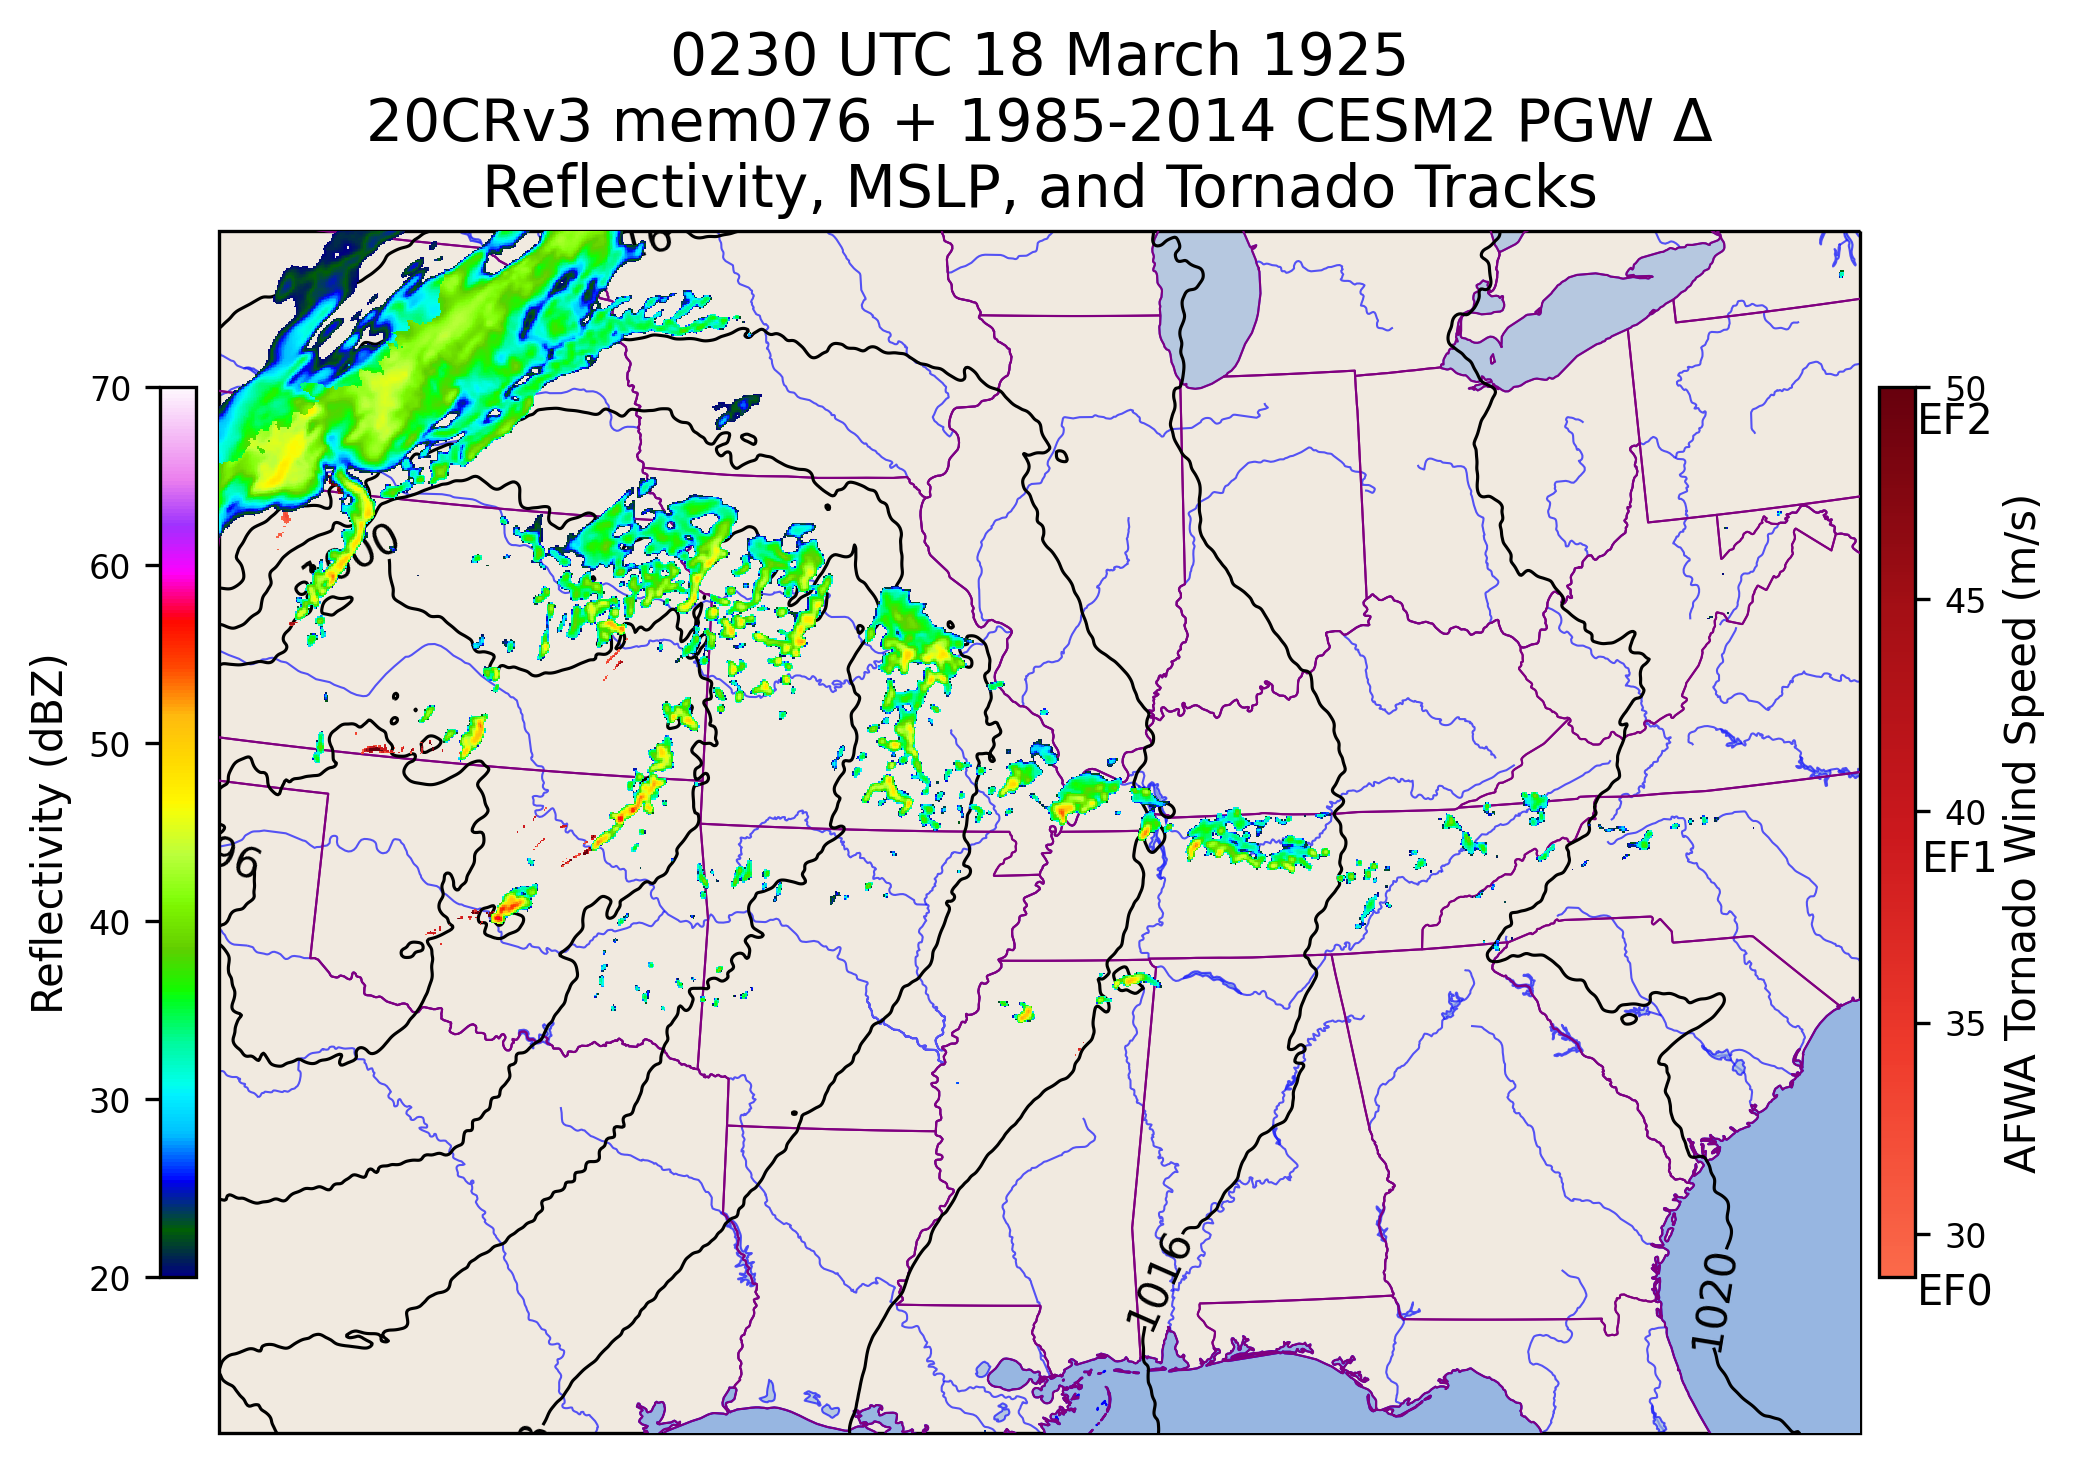 0230 UTC 18 March 1925
20CRv3 mem076 + 1985-2014 CESM2 PGW Δ
Reflectivity, MSLP, and Tornado Tracks
Reflectivity (dBZ)
70
60
50
40
30
20
1016
1020
AFWA Tornado Wind Speed (m/s)
50
EF2
45
40
EF1
35
30
EF0